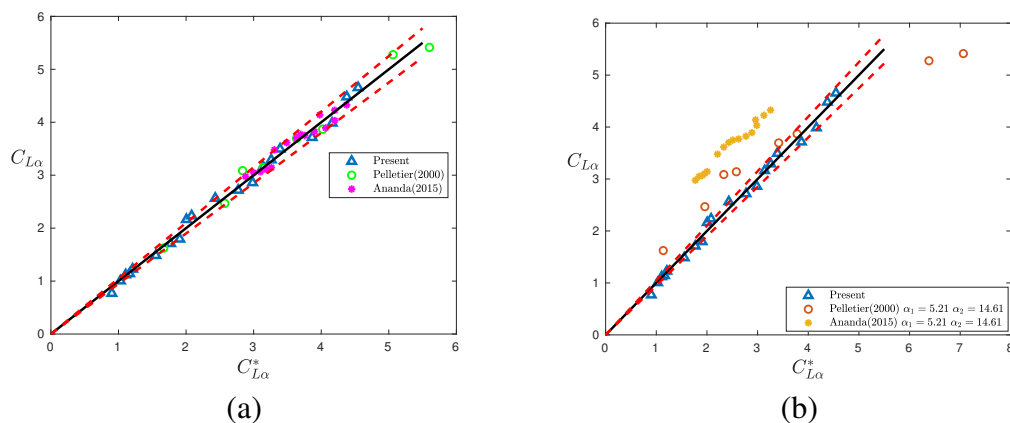 6
5
4
3
2
1
0
0 1 2 3 4 5 6
C_{Lα}
C^*_{Lα}
Present
Pelletier(2000)
Ananda(2015)
(a)
6
5
4
3
2
1
0
0 1 2 3 4 5 6 7 8
C_{Lα}
C^*_{Lα}
Present
Pelletier(2000) α₁ = 5.21 α₂ = 14.61
Ananda(2015) α₁ = 5.21 α₂ = 14.61
(b)